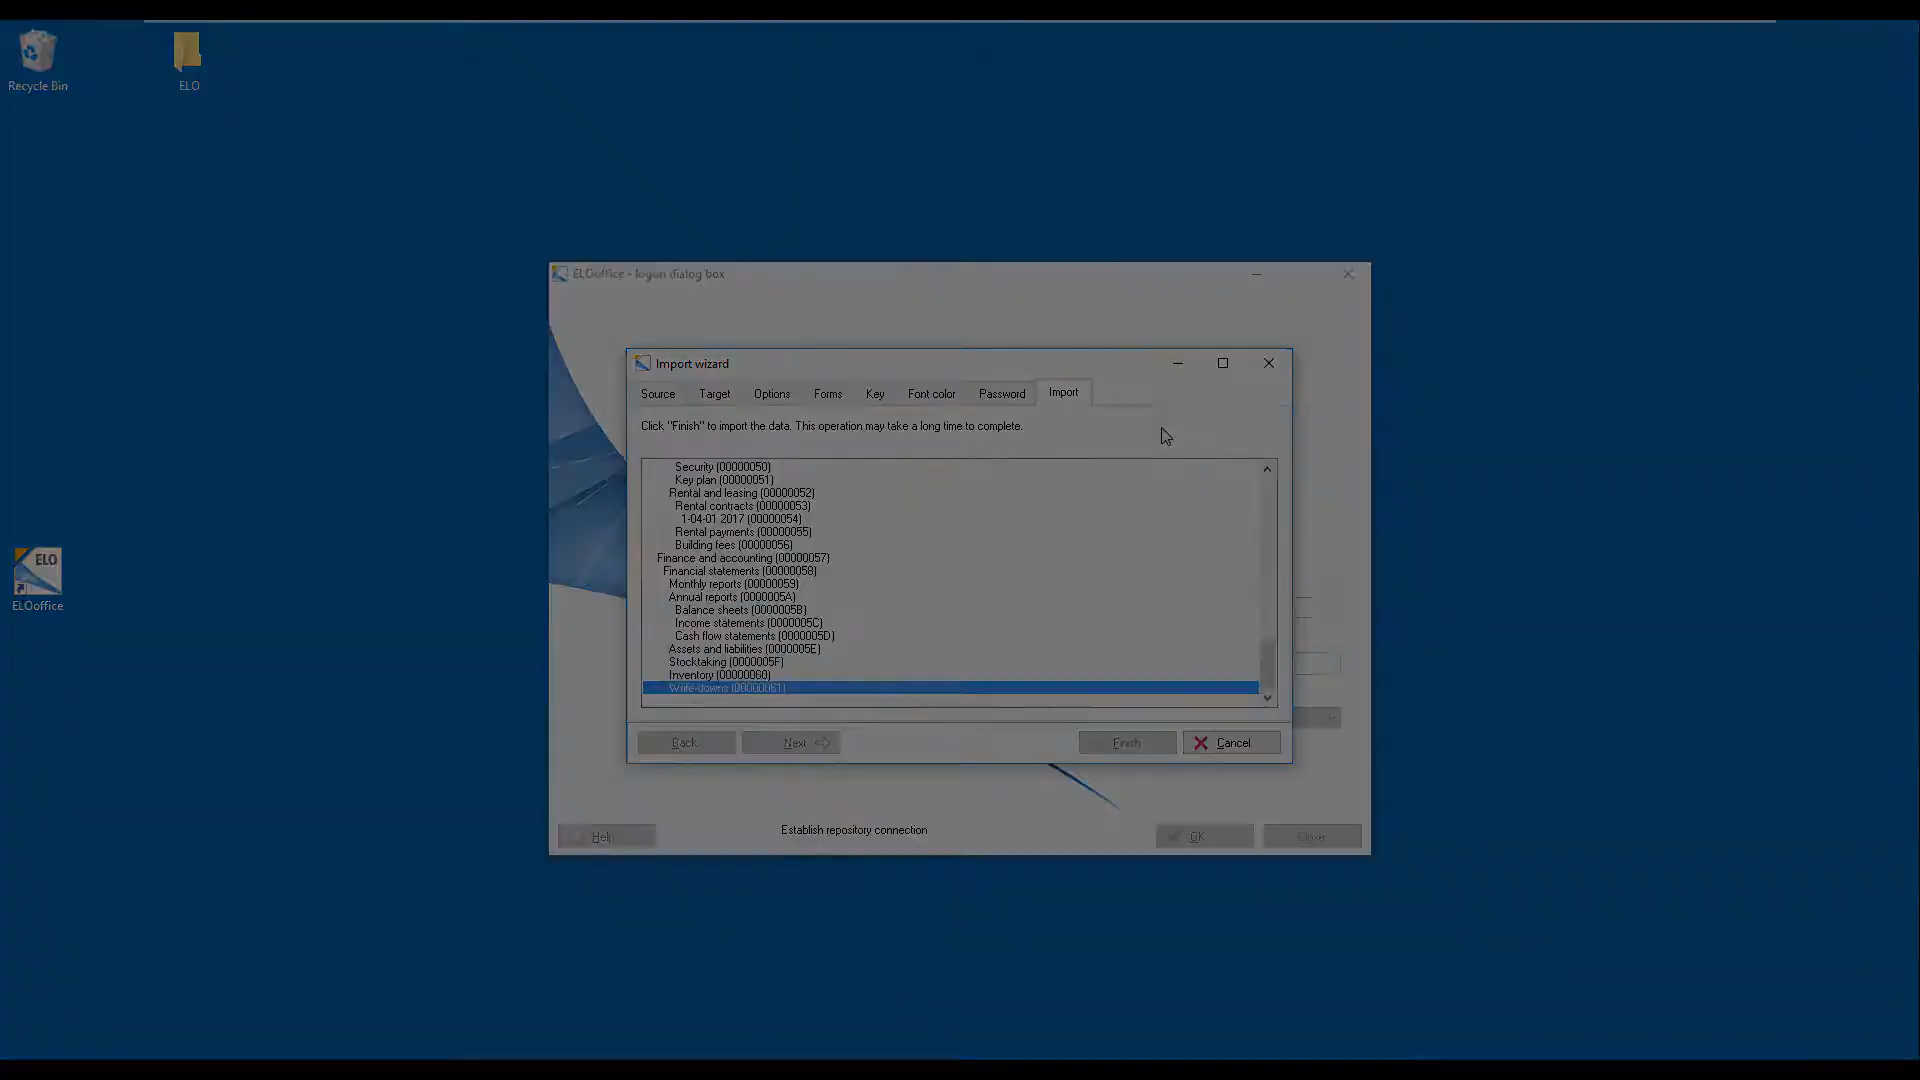 Recycle Bin
ELO
ELOoffice - logon dialog box
Import wizard
Source Target Options Forms Key Font color Password Import
Click "Finish" to import the data. This operation may take a long time to complete.
Security (00000050)
Key plan (00000051)
Rental and leasing (00000052)
Rental contracts (00000053)
1-04-01 2017 (00000054)
Rental payments (00000055)
Building fees (00000056)
Finance and accounting (00000057)
Financial statements (00000058)
Monthly reports (00000059)
Annual reports (0000005A)
Balance sheets (0000005B)
Income statements (0000005C)
Cash flow statements (0000005D)
Assets and liabilities (0000005E)
Stocktaking (0000005F)
Inventory (00000060)
Write-downs (00000061)
Back Next Finish Cancel
ELO
ELOoffice
Help Establish repository connection OK Close